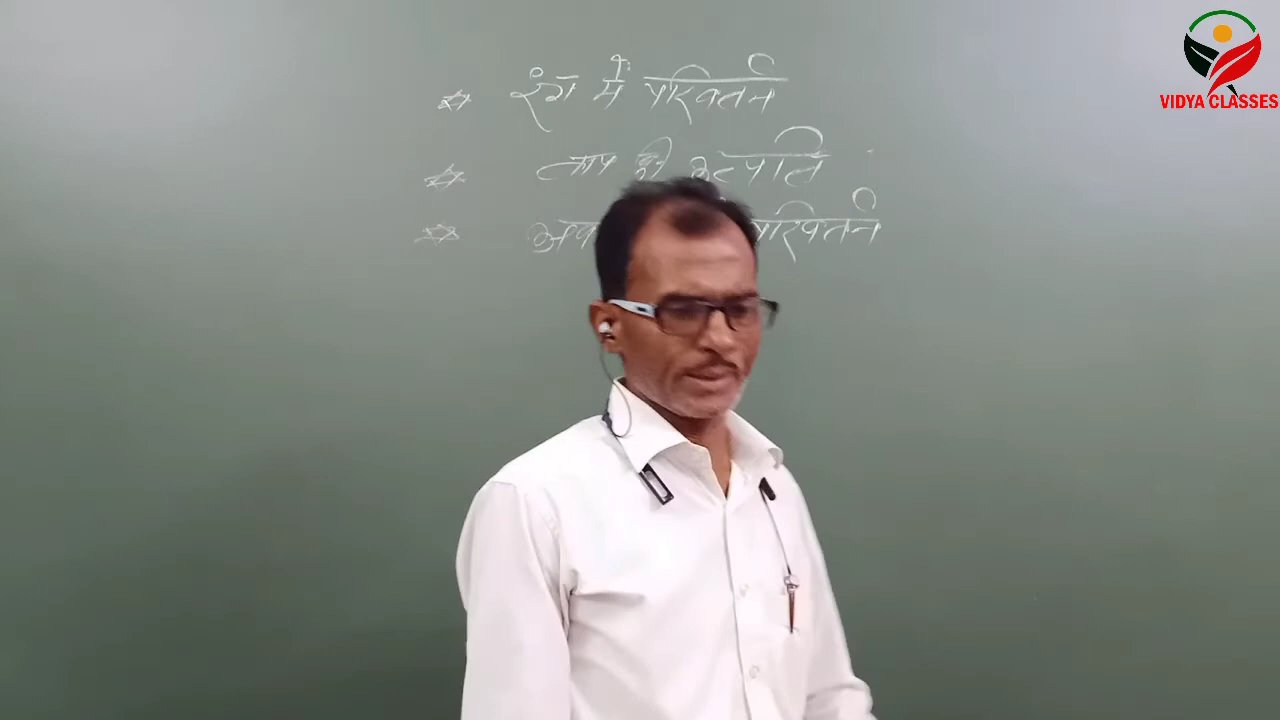 रंग में परिवर्तन
ताप की उत्पत्ति
परिवर्तन
VIDYA CLASSES